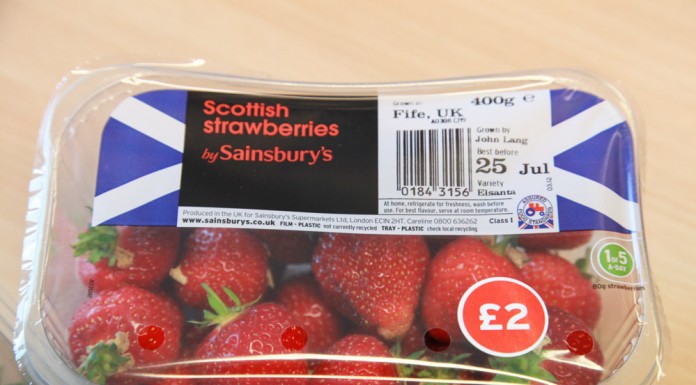 Scottish
strawberries
by Sainsbury's
Grown in 400g e
Fife, UK
Grown by
John Lang
Best before
25 Jul
Variety
Elsanta
0184 3156
At home, refrigerate for freshness, wash before
use. For best flavour, serve at room temperature.
Produced in the UK for Sainsbury's Supermarkets Ltd, London EC1N 2HT. Careline 0800 636262
www.sainsburys.co.uk FILM - PLASTIC not currently recycled TRAY - PLASTIC check local recycling
Class I
1 of 5
A-DAY
80g strawberries
£2